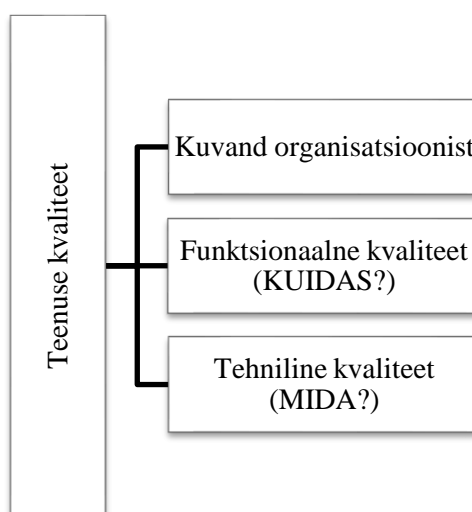 Teenuse kvaliteet
Kuvand organisatsioonist
Funktsionaalne kvaliteet
(KUIDAS?)
Tehniline kvaliteet
(MIDA?)